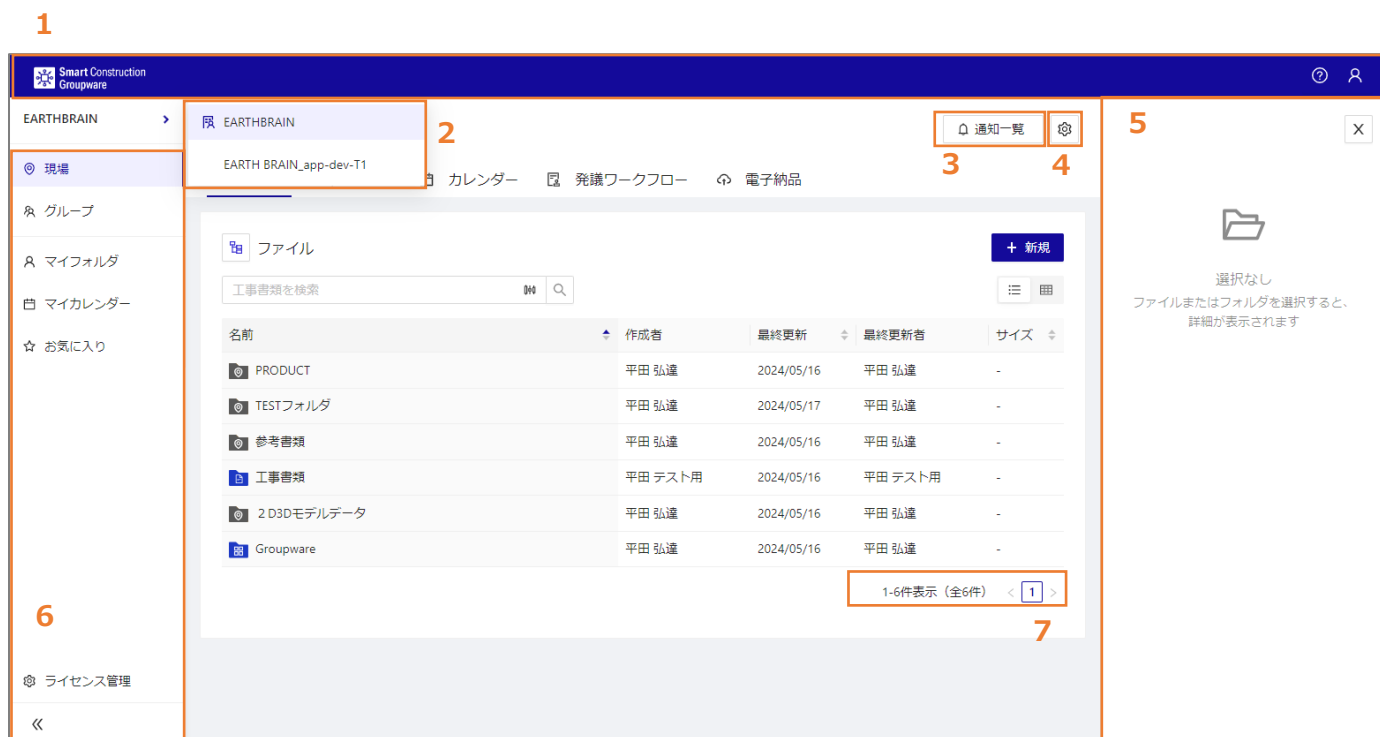 1
Smart Construction
Groupware
EARTHBRAIN
EARTHBRAIN
EARTH BRAIN_app-dev-T1
2
通知一覧
3
4
5
X
現場
グループ
マイフォルダ
マイカレンダー
お気に入り
6
ライセンス管理
カレンダー
発議ワークフロー
電子納品
ファイル
+ 新規
工事書類を検索
名前 作成者 最終更新 最終更新者 サイズ
PRODUCT 平田 弘達 2024/05/16 平田 弘達 -
TESTフォルダ 平田 弘達 2024/05/17 平田 弘達 -
参考書類 平田 弘達 2024/05/16 平田 弘達 -
工事書類 平田 テスト用 2024/05/16 平田 テスト用 -
２D3Dモデルデータ 平田 弘達 2024/05/16 平田 弘達 -
Groupware 平田 弘達 2024/05/16 平田 弘達 -
1-6件表示（全6件） < 1 >
7
選択なし
ファイルまたはフォルダを選択すると、
詳細が表示されます